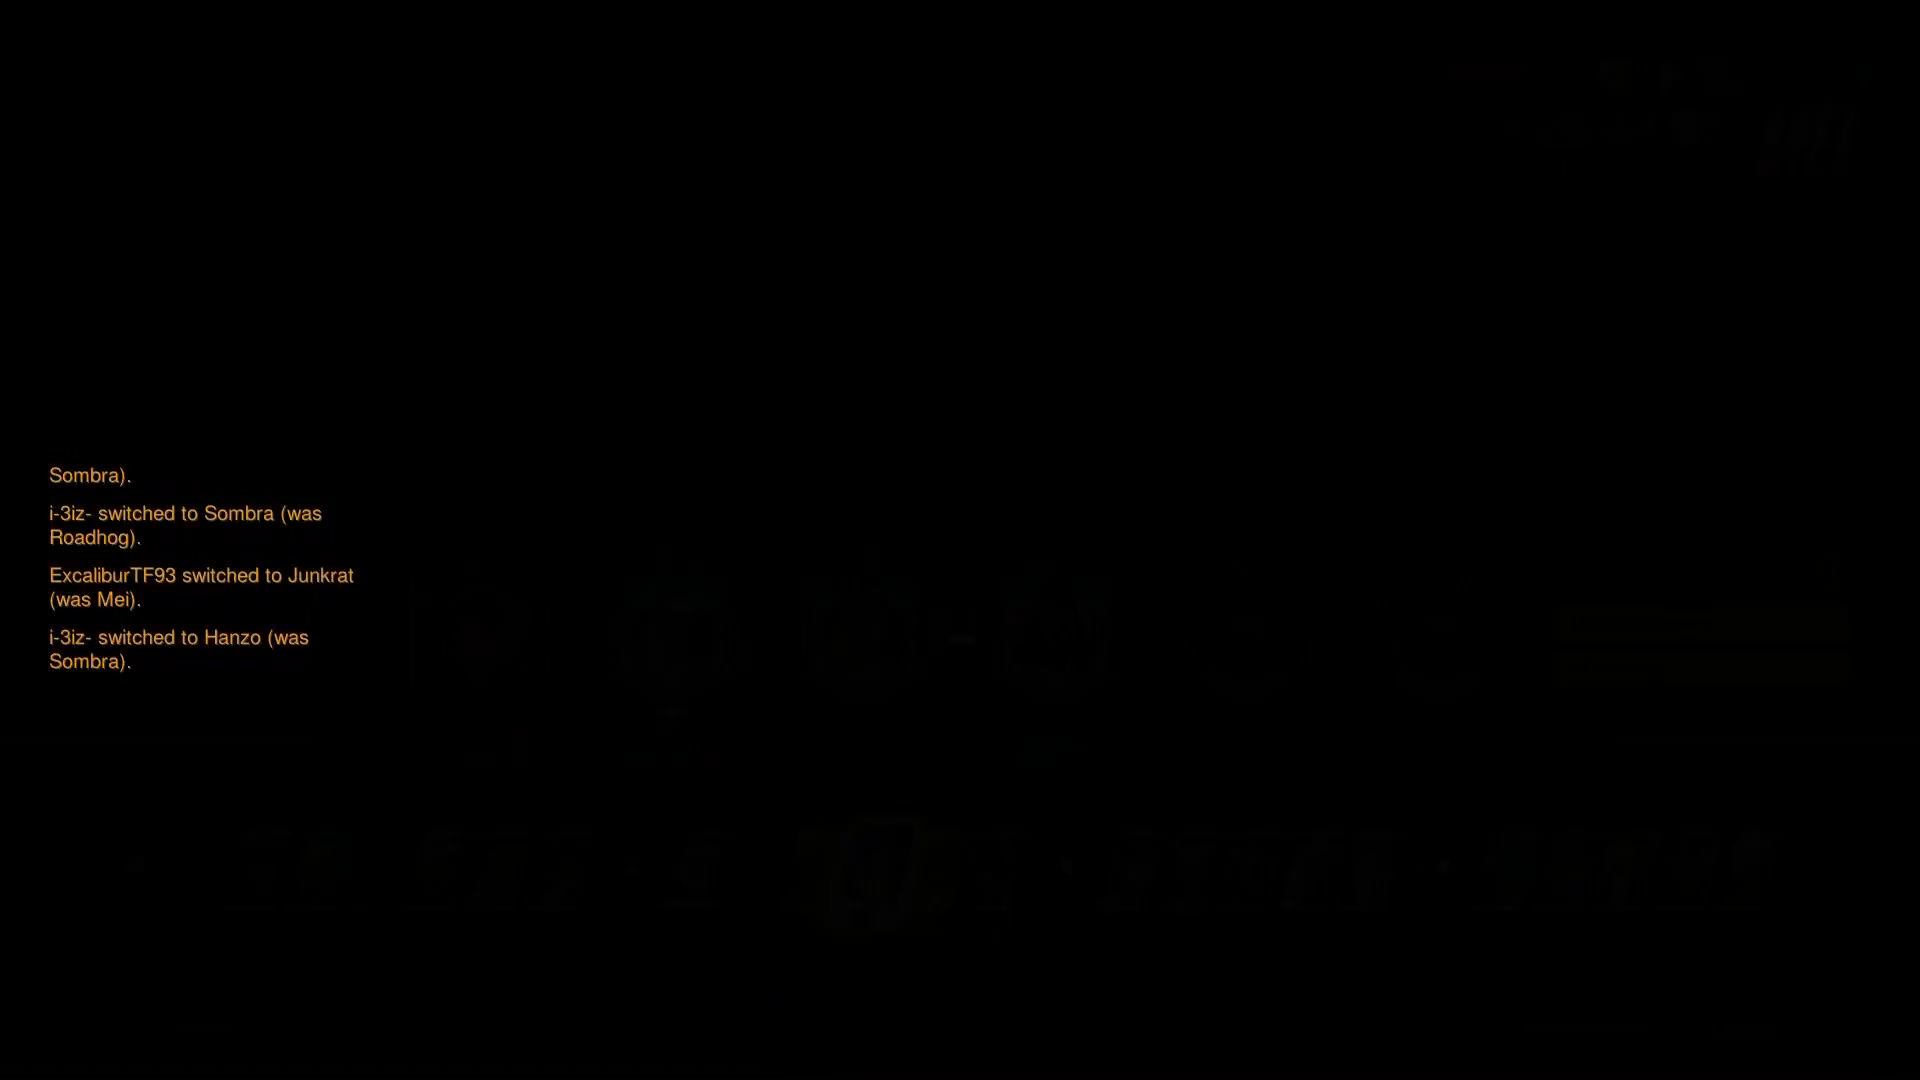 Sombra).
i-3iz- switched to Sombra (was
Roadhog).
ExcaliburTF93 switched to Junkrat
(was Mei).
i-3iz- switched to Hanzo (was
Sombra).